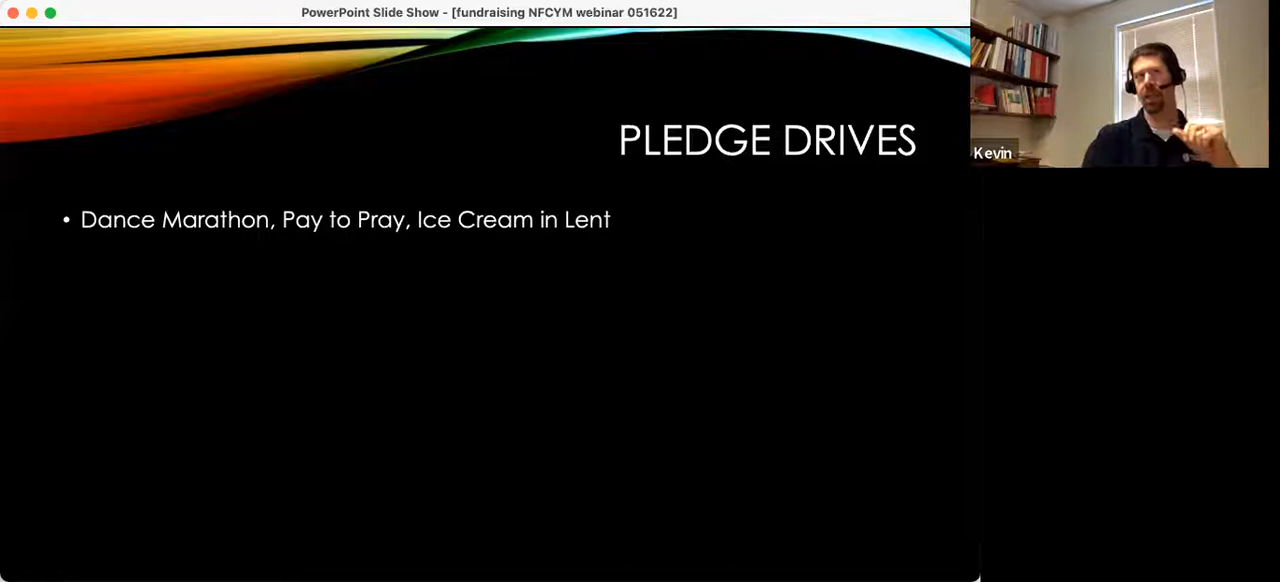 PowerPoint Slide Show - [fundraising NFCYM webinar 051622]
PLEDGE DRIVES
• Dance Marathon, Pay to Pray, Ice Cream in Lent
Kevin